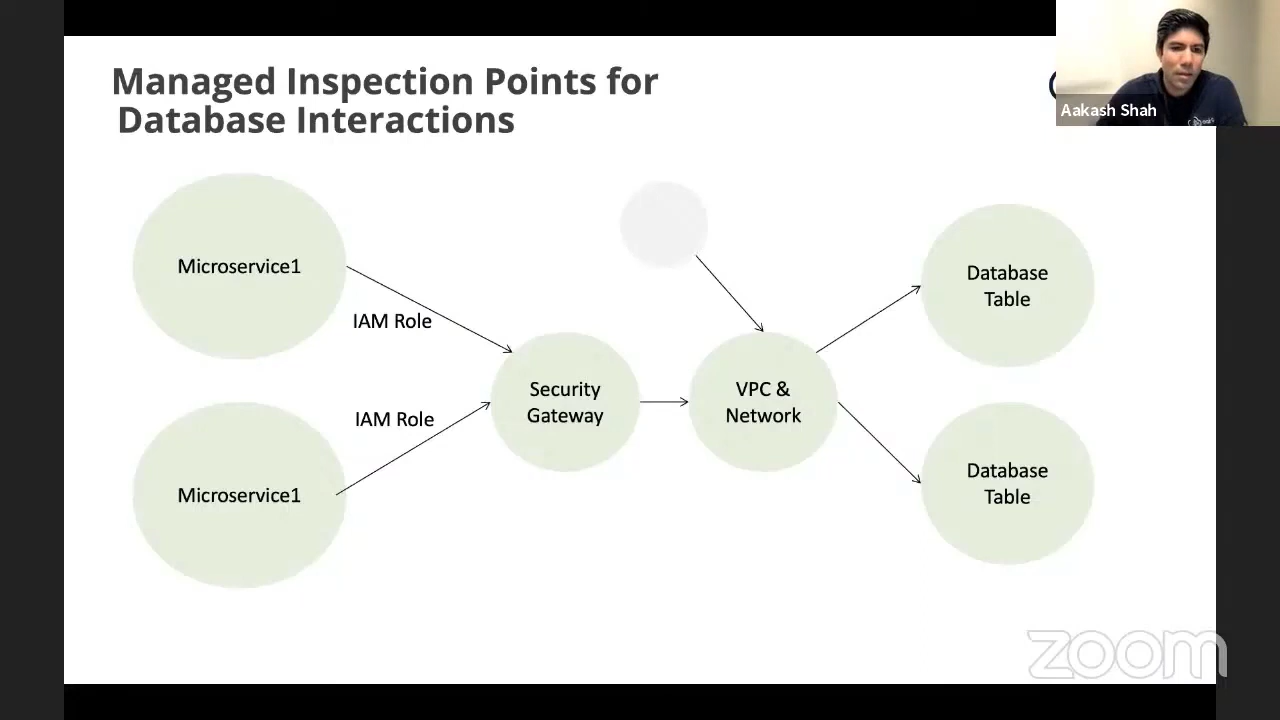 Managed Inspection Points for
Database Interactions
Aakash Shah
Microservice1
IAM Role
Security
Gateway
VPC &
Network
Database
Table
IAM Role
Microservice1
Database
Table
zoom